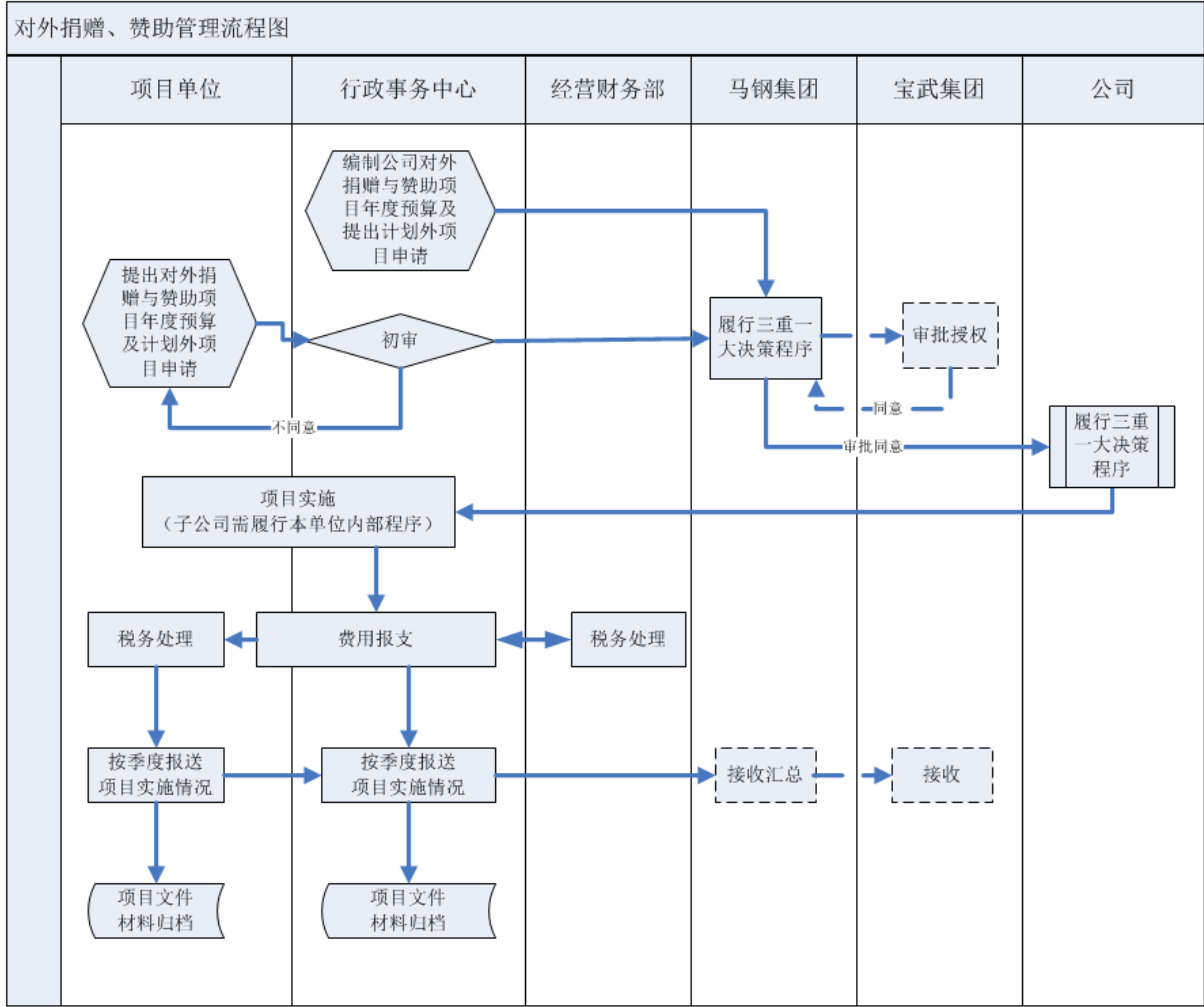 对外捐赠、赞助管理流程图
项目单位
行政事务中心
经营财务部
马钢集团
宝武集团
公司
编制公司对外
捐赠与赞助项
目年度预算及
提出计划外项
目申请
提出对外捐
赠与赞助项
目年度预算
及计划外项
目申请
初审
履行三重一
大决策程序
审批授权
同意
不同意
审批同意
履行三重
一大决策
程序
项目实施
（子公司需履行本单位内部程序）
税务处理
费用报支
税务处理
按季度报送
项目实施情况
按季度报送
项目实施情况
接收汇总
接收
项目文件
材料归档
项目文件
材料归档